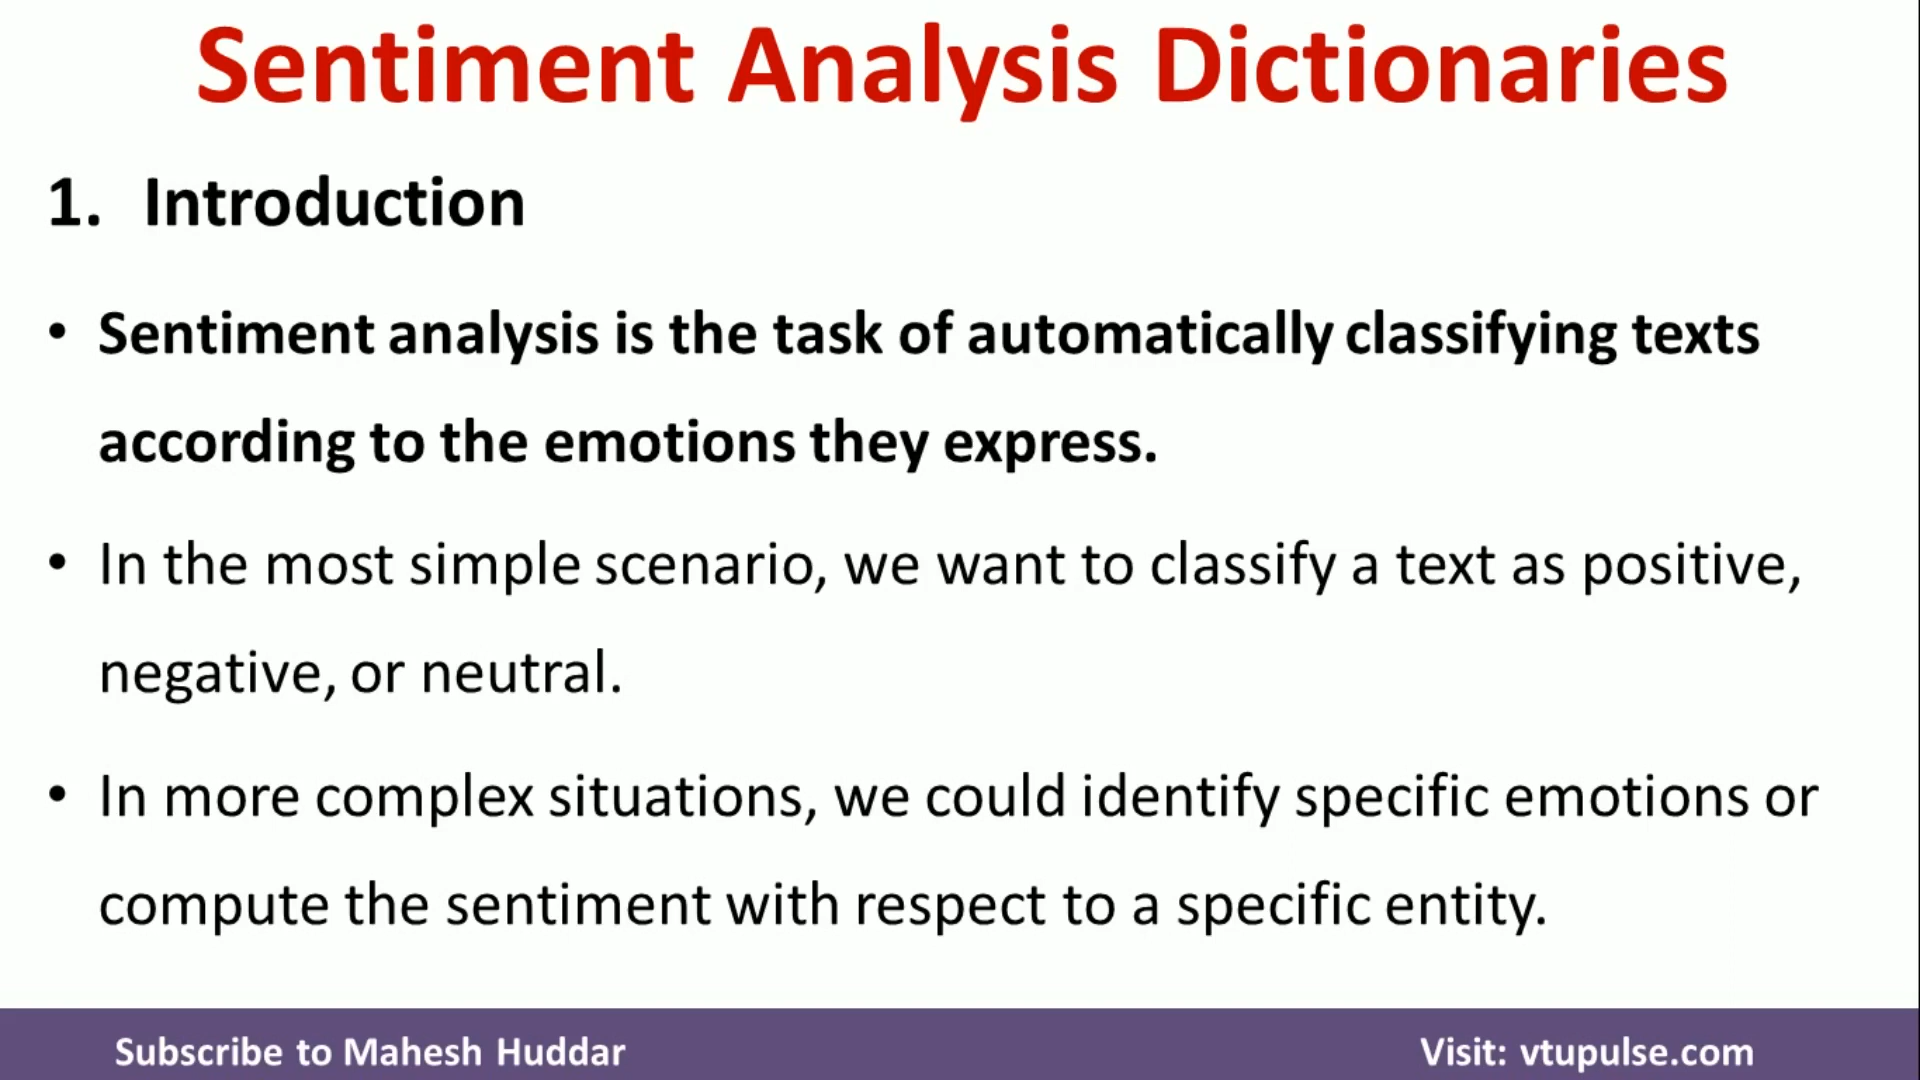 Sentiment Analysis Dictionaries
1. Introduction
• Sentiment analysis is the task of automatically classifying texts
according to the emotions they express.
• In the most simple scenario, we want to classify a text as positive,
negative, or neutral.
• In more complex situations, we could identify specific emotions or
compute the sentiment with respect to a specific entity.
Subscribe to Mahesh Huddar
Visit: vtupulse.com